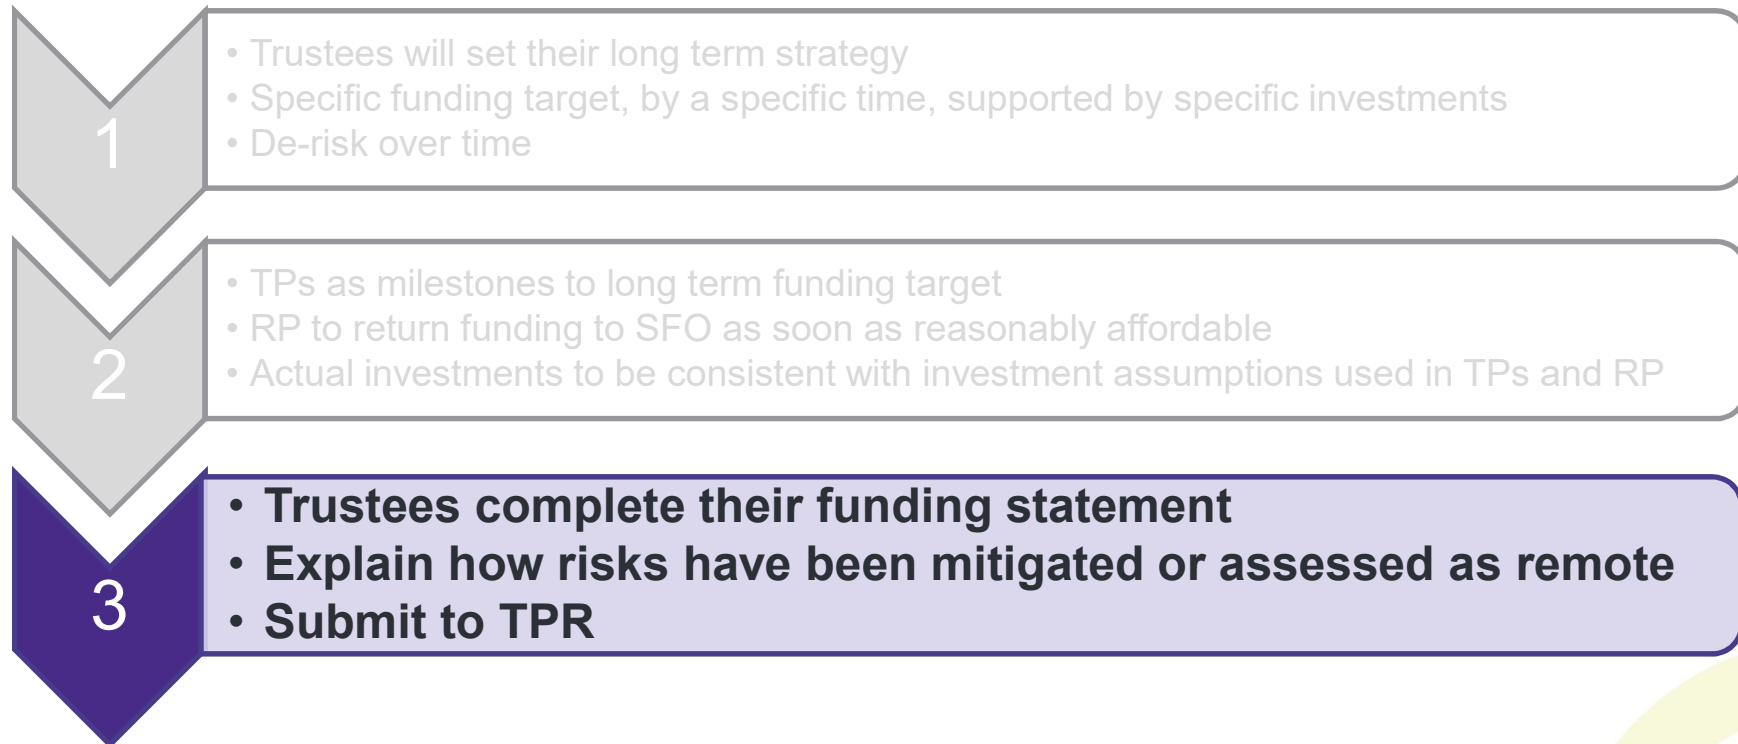 1
• Trustees will set their long term strategy
• Specific funding target, by a specific time, supported by specific investments
• De-risk over time
2
• TPs as milestones to long term funding target
• RP to return funding to SFO as soon as reasonably affordable
• Actual investments to be consistent with investment assumptions used in TPs and RP
3
• Trustees complete their funding statement
• Explain how risks have been mitigated or assessed as remote
• Submit to TPR